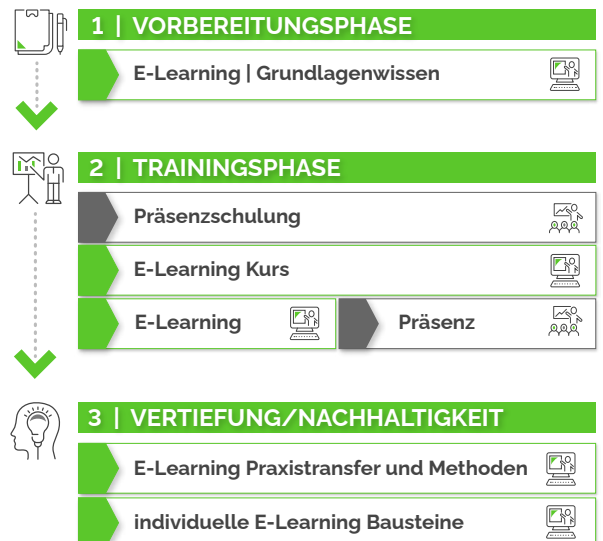 1 | VORBEREITUNGSPHASE
E-Learning | Grundlagenwissen
2 | TRAININGSPHASE
Präsenzschulung
E-Learning Kurs
E-Learning
Präsenz
3 | VERTIEFUNG/NACHHALTIGKEIT
E-Learning Praxistransfer und Methoden
individuelle E-Learning Bausteine